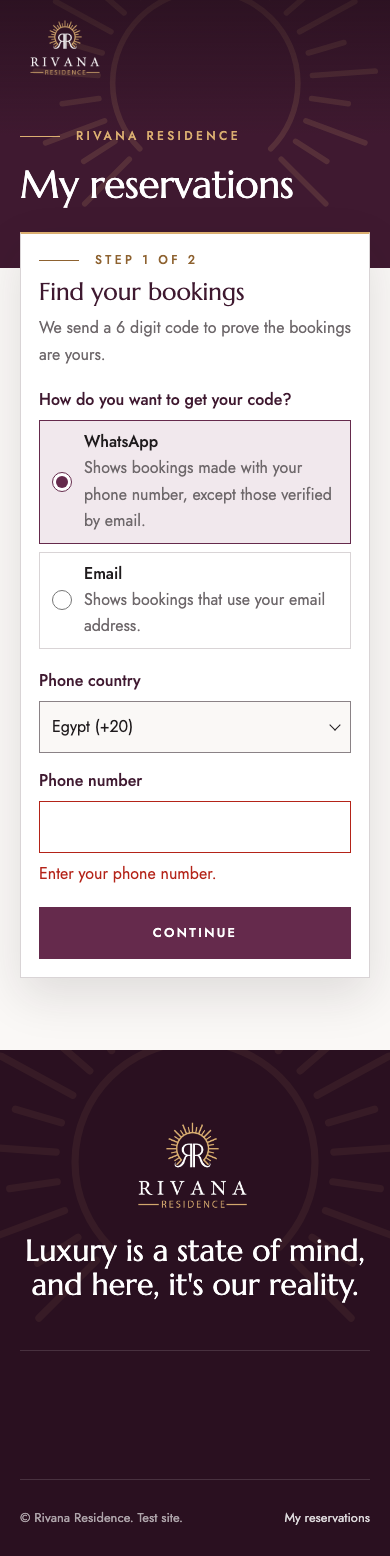 RIVANA
RESIDENCE
RIVANA RESIDENCE
My reservations
STEP 1 OF 2
Find your bookings
We send a 6 digit code to prove the bookings
are yours.
How do you want to get your code?
WhatsApp
Shows bookings made with your
phone number, except those verified
by email.
Email
Shows bookings that use your email
address.
Phone country
Egypt (+20)
Phone number
Enter your phone number.
CONTINUE
RIVANA
RESIDENCE
Luxury is a state of mind,
and here, it's our reality.
© Rivana Residence. Test site.
My reservations